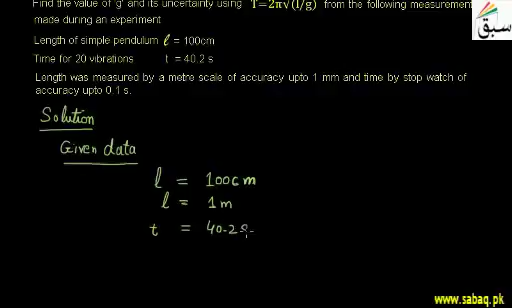 Find the value of 'g' and its uncertainty using T=2π√(l/g) from the following measurement
made during an experiment
Length of simple pendulum ℓ = 100cm
Time for 20 vibrations t = 40.2 s
Length was measured by a metre scale of accuracy upto 1 mm and time by stop watch of
accuracy upto 0.1 s.
سبق
Solution
Given data
l = 100cm
l = 1m
t = 40.2s
www.sabaq.pk